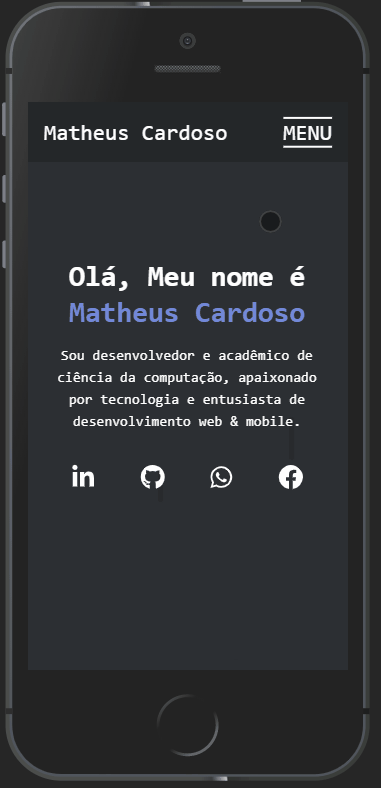 Matheus Cardoso
MENU
Olá, Meu nome é
Matheus Cardoso
Sou desenvolvedor e acadêmico de
ciência da computação, apaixonado
por tecnologia e entusiasta de
desenvolvimento web & mobile.
in